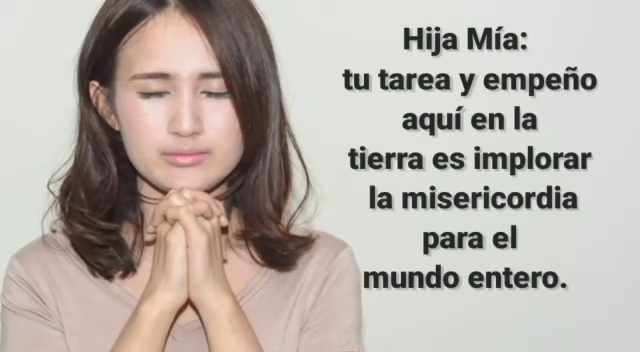 Hija Mía:
tu tarea y empeño
aquí en la
tierra es implorar
la misericordia
para el
mundo entero.